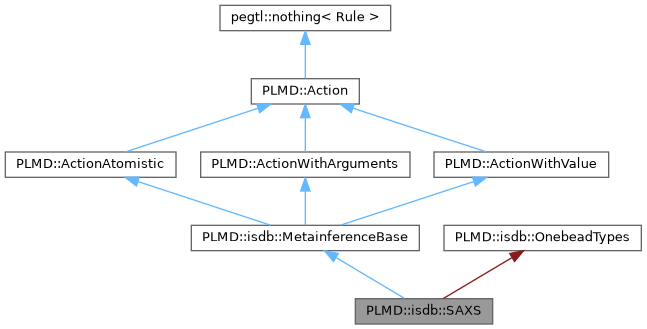 pegtl::nothing< Rule >
PLMD::Action
PLMD::ActionAtomistic
PLMD::ActionWithArguments
PLMD::ActionWithValue
PLMD::isdb::MetainferenceBase
PLMD::isdb::OnebeadTypes
PLMD::isdb::SAXS